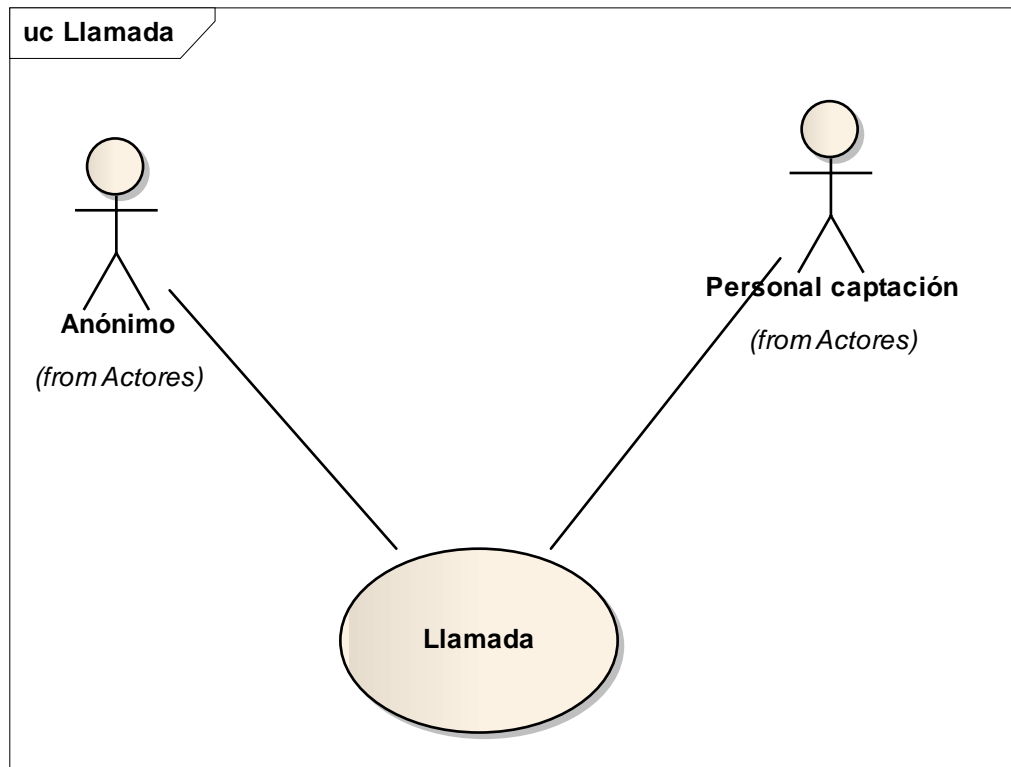 uc Llamada
Anónimo
(from Actores)
Personal captación
(from Actores)
Llamada